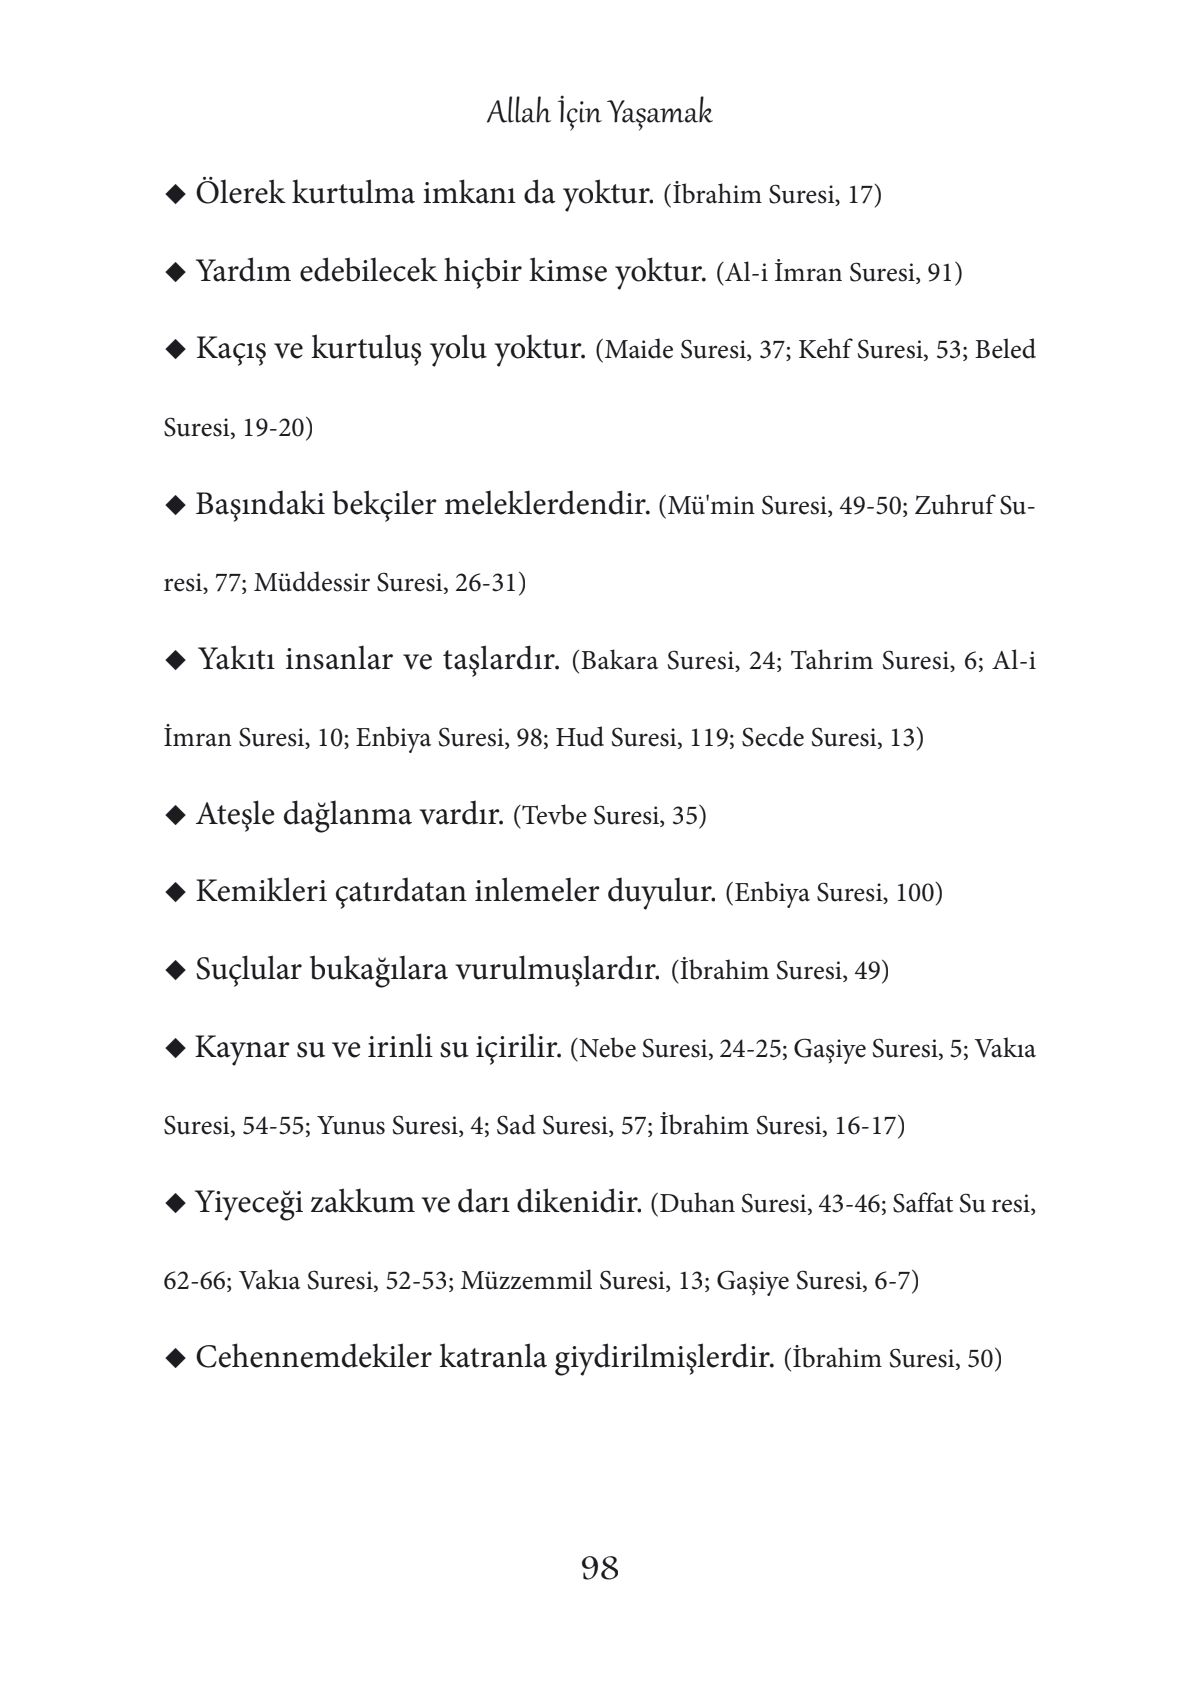 Allah İçin Yaşamak
◆ Ölerek kurtulma imkanı da yoktur. (İbrahim Suresi, 17)
◆ Yardım edebilecek hiçbir kimse yoktur. (Al-i İmran Suresi, 91)
◆ Kaçış ve kurtuluş yolu yoktur. (Maide Suresi, 37; Kehf Suresi, 53; Beled
Suresi, 19-20)
◆ Başındaki bekçiler meleklerdendir. (Mü'min Suresi, 49-50; Zuhruf Su-
resi, 77; Müddessir Suresi, 26-31)
◆ Yakıtı insanlar ve taşlardır. (Bakara Suresi, 24; Tahrim Suresi, 6; Al-i
İmran Suresi, 10; Enbiya Suresi, 98; Hud Suresi, 119; Secde Suresi, 13)
◆ Ateşle dağlanma vardır. (Tevbe Suresi, 35)
◆ Kemikleri çatırdatan inlemeler duyulur. (Enbiya Suresi, 100)
◆ Suçlular bukağılara vurulmuşlardır. (İbrahim Suresi, 49)
◆ Kaynar su ve irinli su içirilir. (Nebe Suresi, 24-25; Gaşiye Suresi, 5; Vakıa
Suresi, 54-55; Yunus Suresi, 4; Sad Suresi, 57; İbrahim Suresi, 16-17)
◆ Yiyeceği zakkum ve darı dikenidir. (Duhan Suresi, 43-46; Saffat Su resi,
62-66; Vakıa Suresi, 52-53; Müzzemmil Suresi, 13; Gaşiye Suresi, 6-7)
◆ Cehennemdekiler katranla giydirilmişlerdir. (İbrahim Suresi, 50)
98